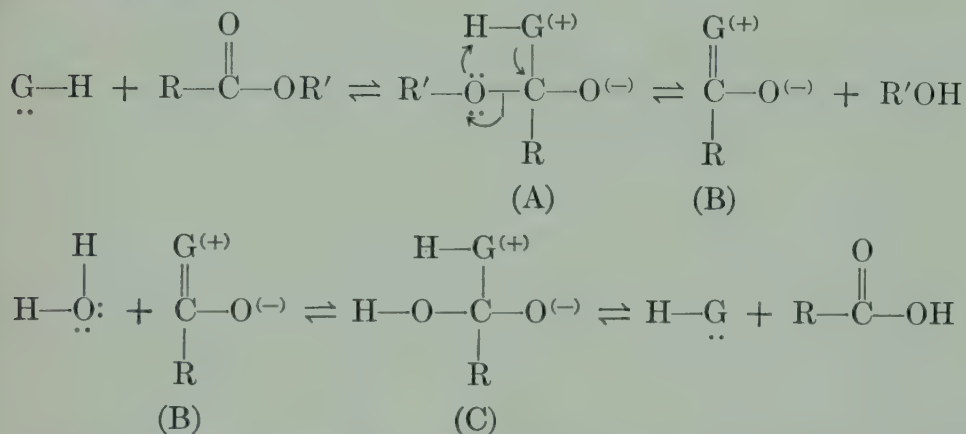 O H—G(+) G(+)
G̤—H + R—C—OR′ ⇌ R′—O—C—O(−) ⇌ C—O(−) + R′OH
R R
(A) (B)
H G(+) H—G(+) O
H—O: + C—O(−) ⇌ H—O—C—O(−) ⇌ H—G̤ + R—C—OH
R R
(B) (C)